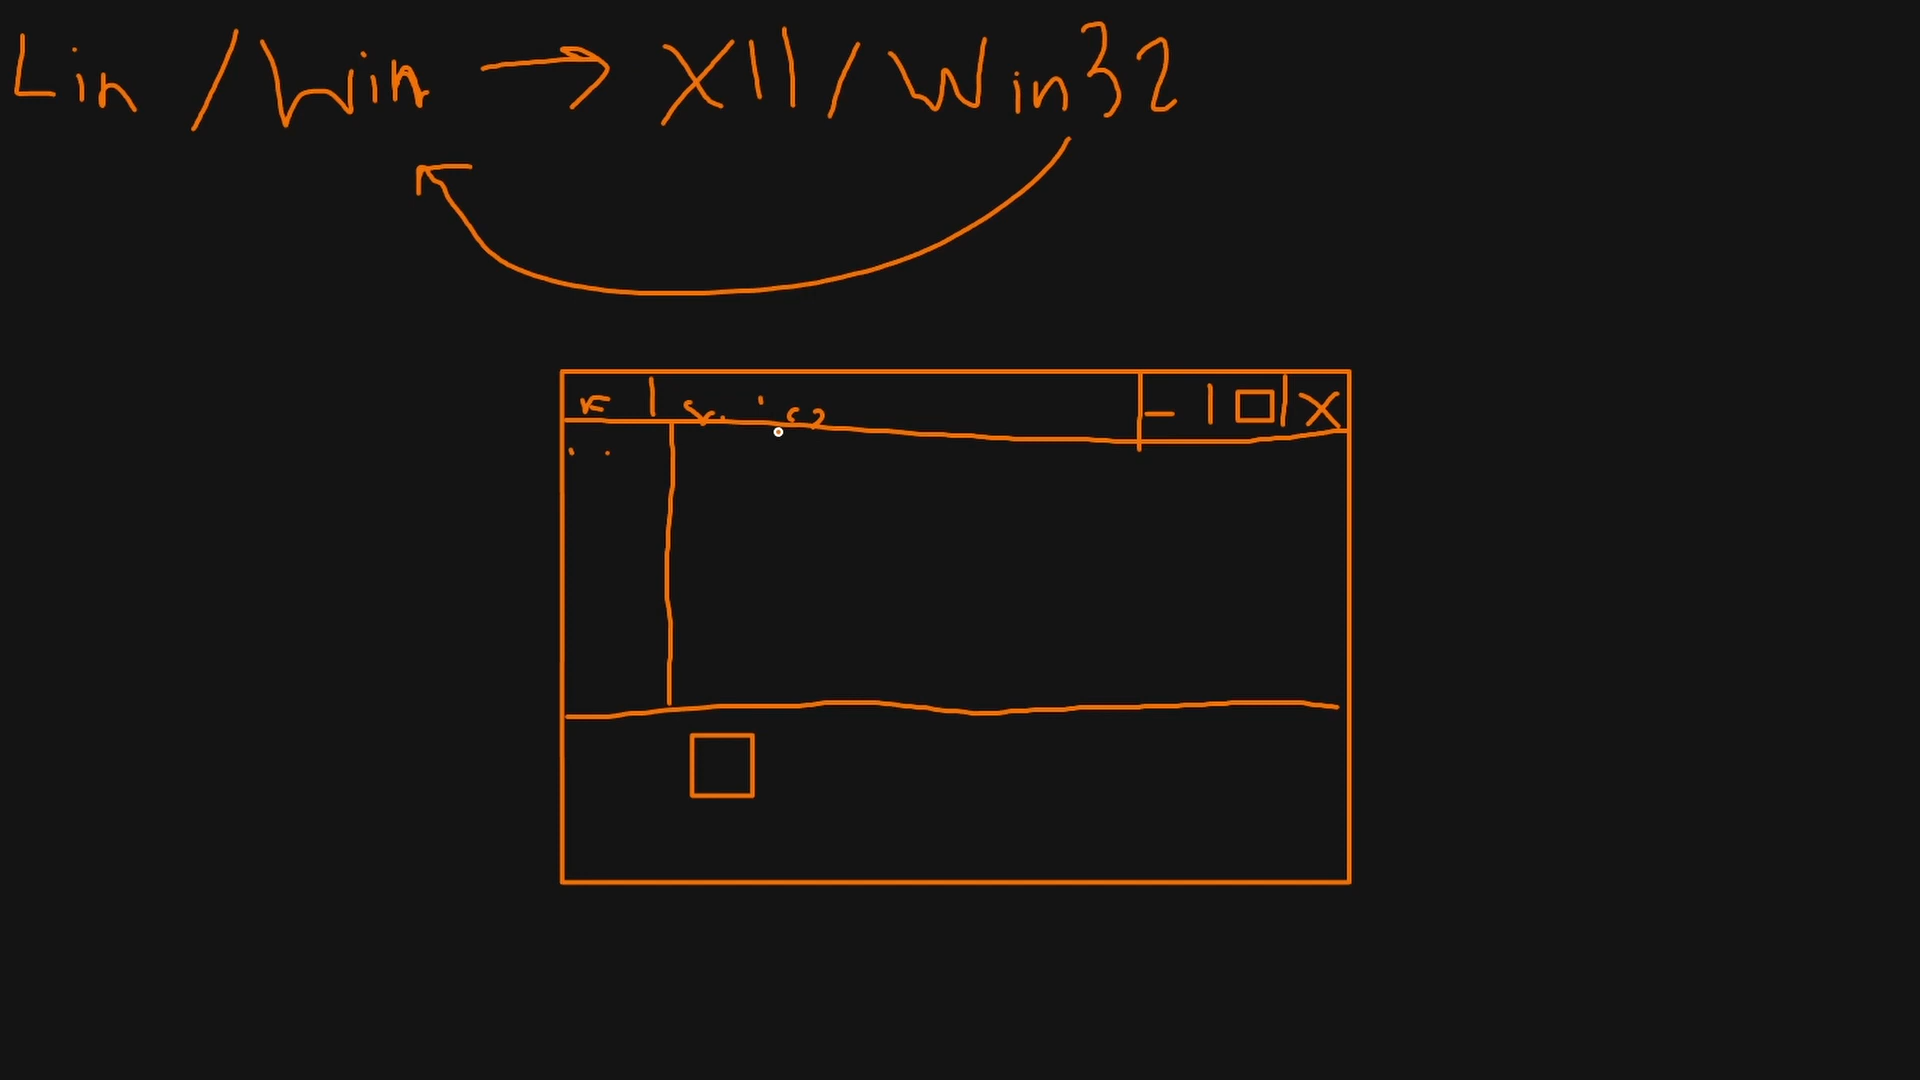 Lin / Win → X11 / Win32
- | □ | X